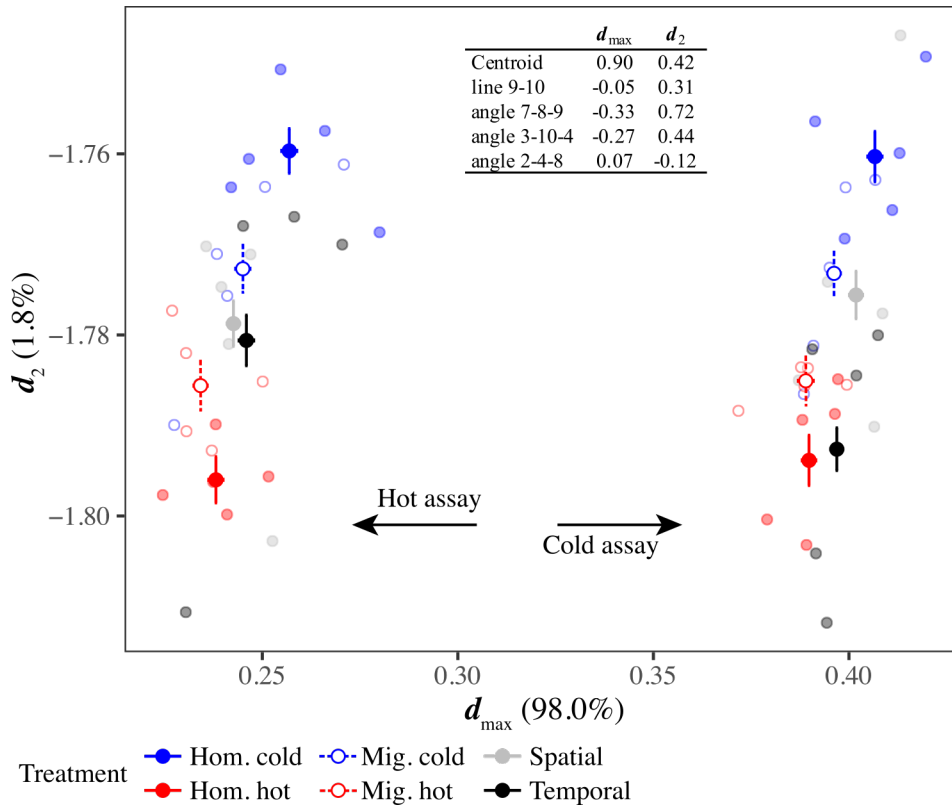 d_max d_2
Centroid 0.90 0.42
line 9-10 -0.05 0.31
angle 7-8-9 -0.33 0.72
angle 3-10-4 -0.27 0.44
angle 2-4-8 0.07 -0.12
−1.76
−1.78
−1.80
d_2 (1.8%)
Hot assay
Cold assay
0.25 0.30 0.35 0.40
d_max (98.0%)
Treatment
Hom. cold Mig. cold Spatial
Hom. hot Mig. hot Temporal